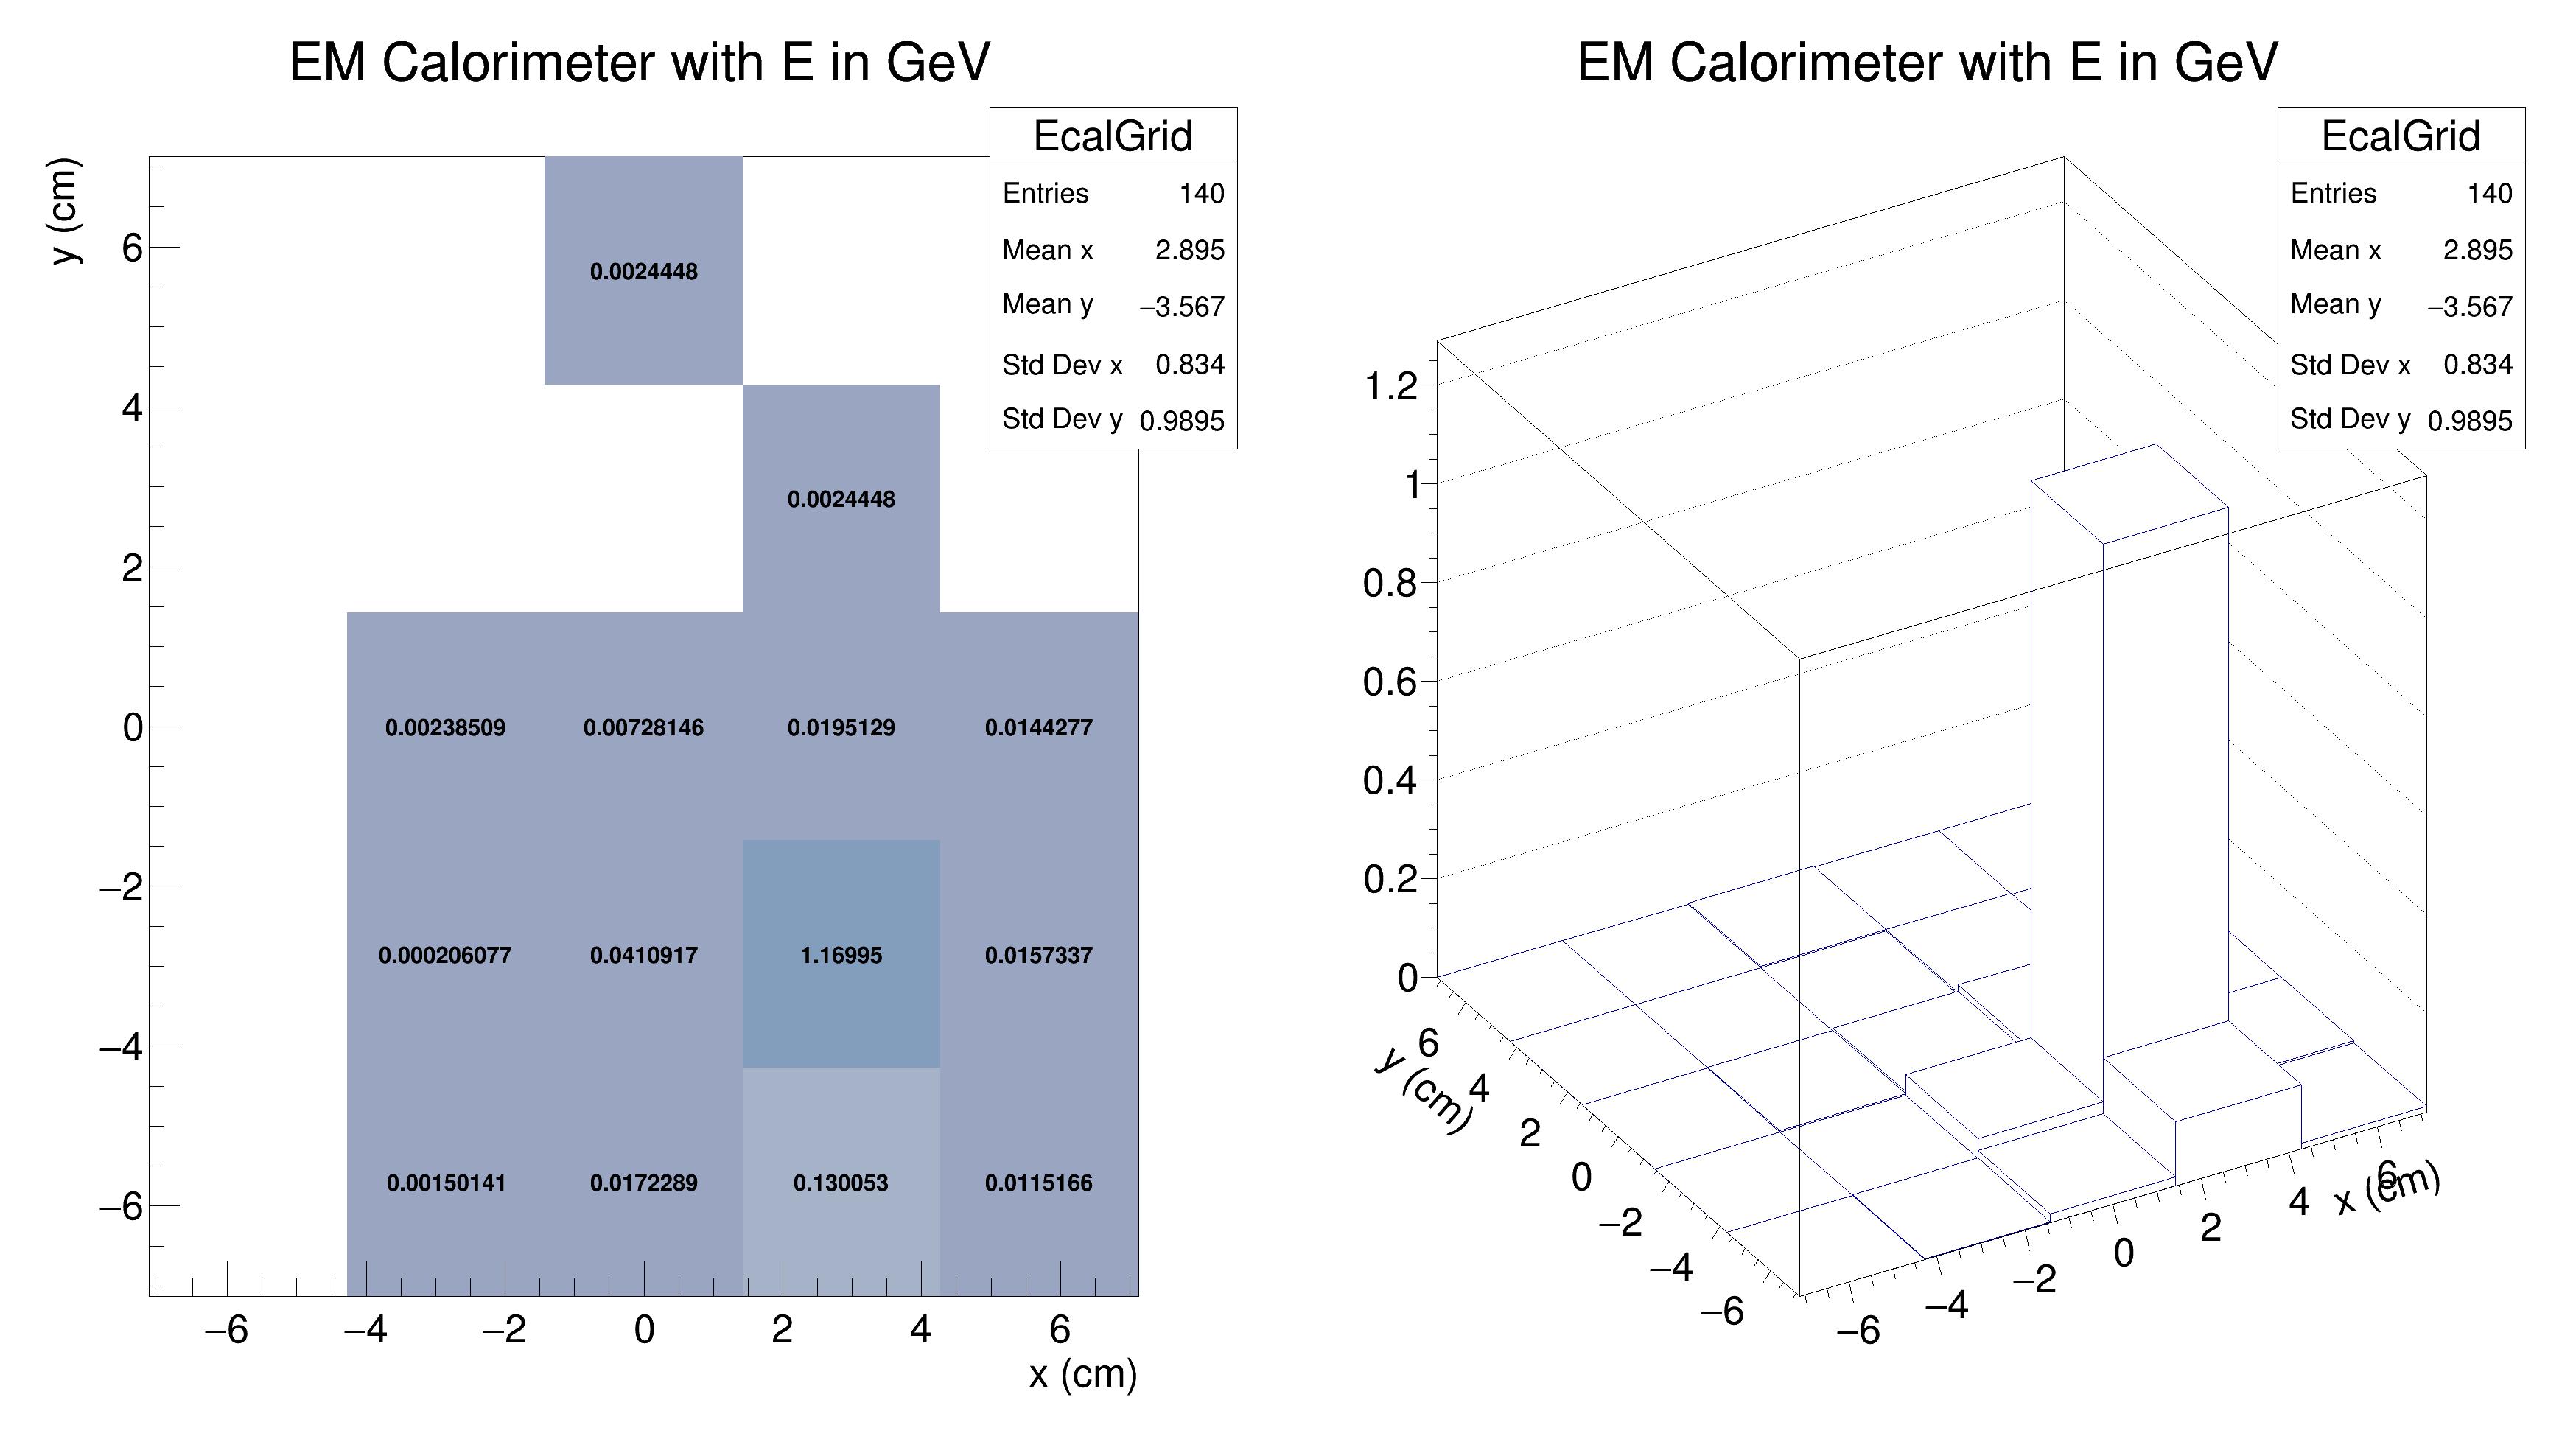 EM Calorimeter with E in GeV
EcalGrid
Entries 140
Mean x 2.895
Mean y −3.567
Std Dev x 0.834
Std Dev y 0.9895
y (cm)
6
4
2
0
−2
−4
−6
0.0024448
0.0024448
0.00238509 0.00728146 0.0195129 0.0144277
0.000206077 0.0410917 1.16995 0.0157337
0.00150141 0.0172289 0.130053 0.0115166
−6 −4 −2 0 2 4 6
x (cm)
EM Calorimeter with E in GeV
EcalGrid
Entries 140
Mean x 2.895
Mean y −3.567
Std Dev x 0.834
Std Dev y 0.9895
1.2
1
0.8
0.6
0.4
0.2
0
y (cm)
6
4
2
0
−2
−4
−6
−6
−4
−2
0
2
4
6
x (cm)